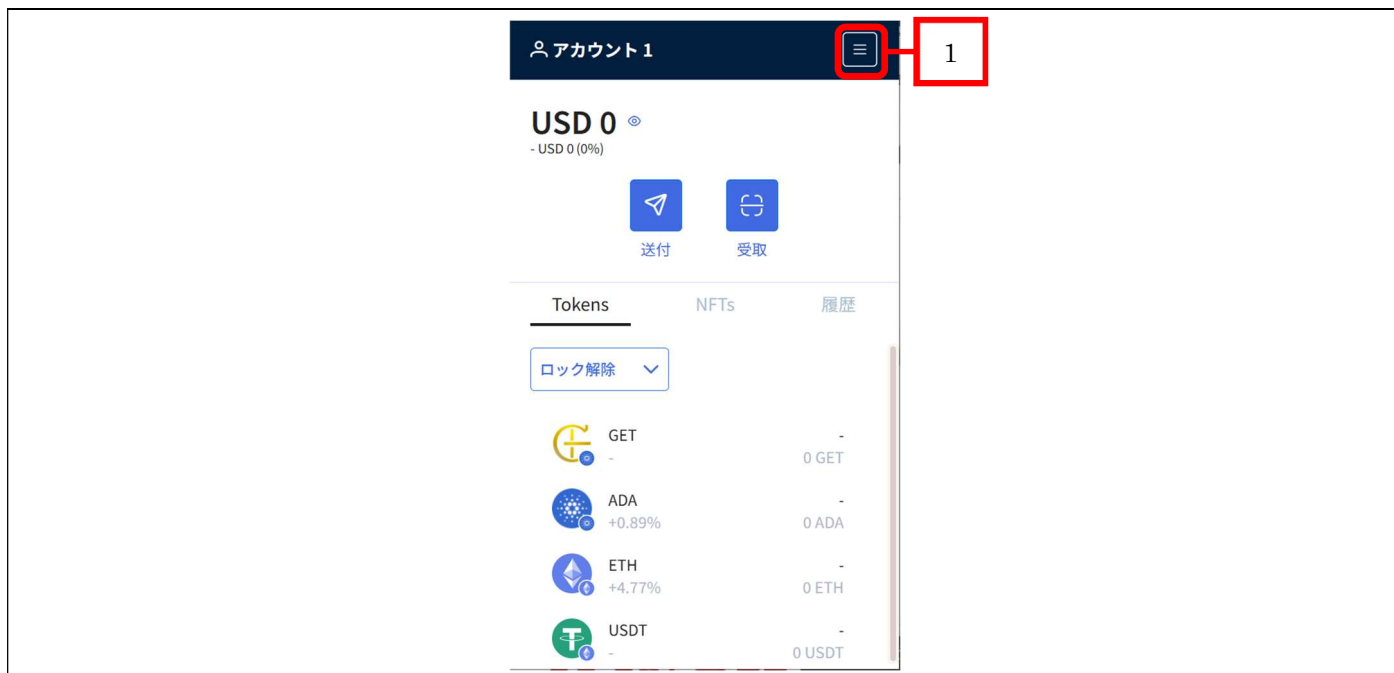 アカウント 1
1
USD 0
- USD 0 (0%)
送付 受取
Tokens NFTs 履歴
ロック解除
GET -
- 0 GET
ADA -
+0.89% 0 ADA
ETH -
+4.77% 0 ETH
USDT -
- 0 USDT